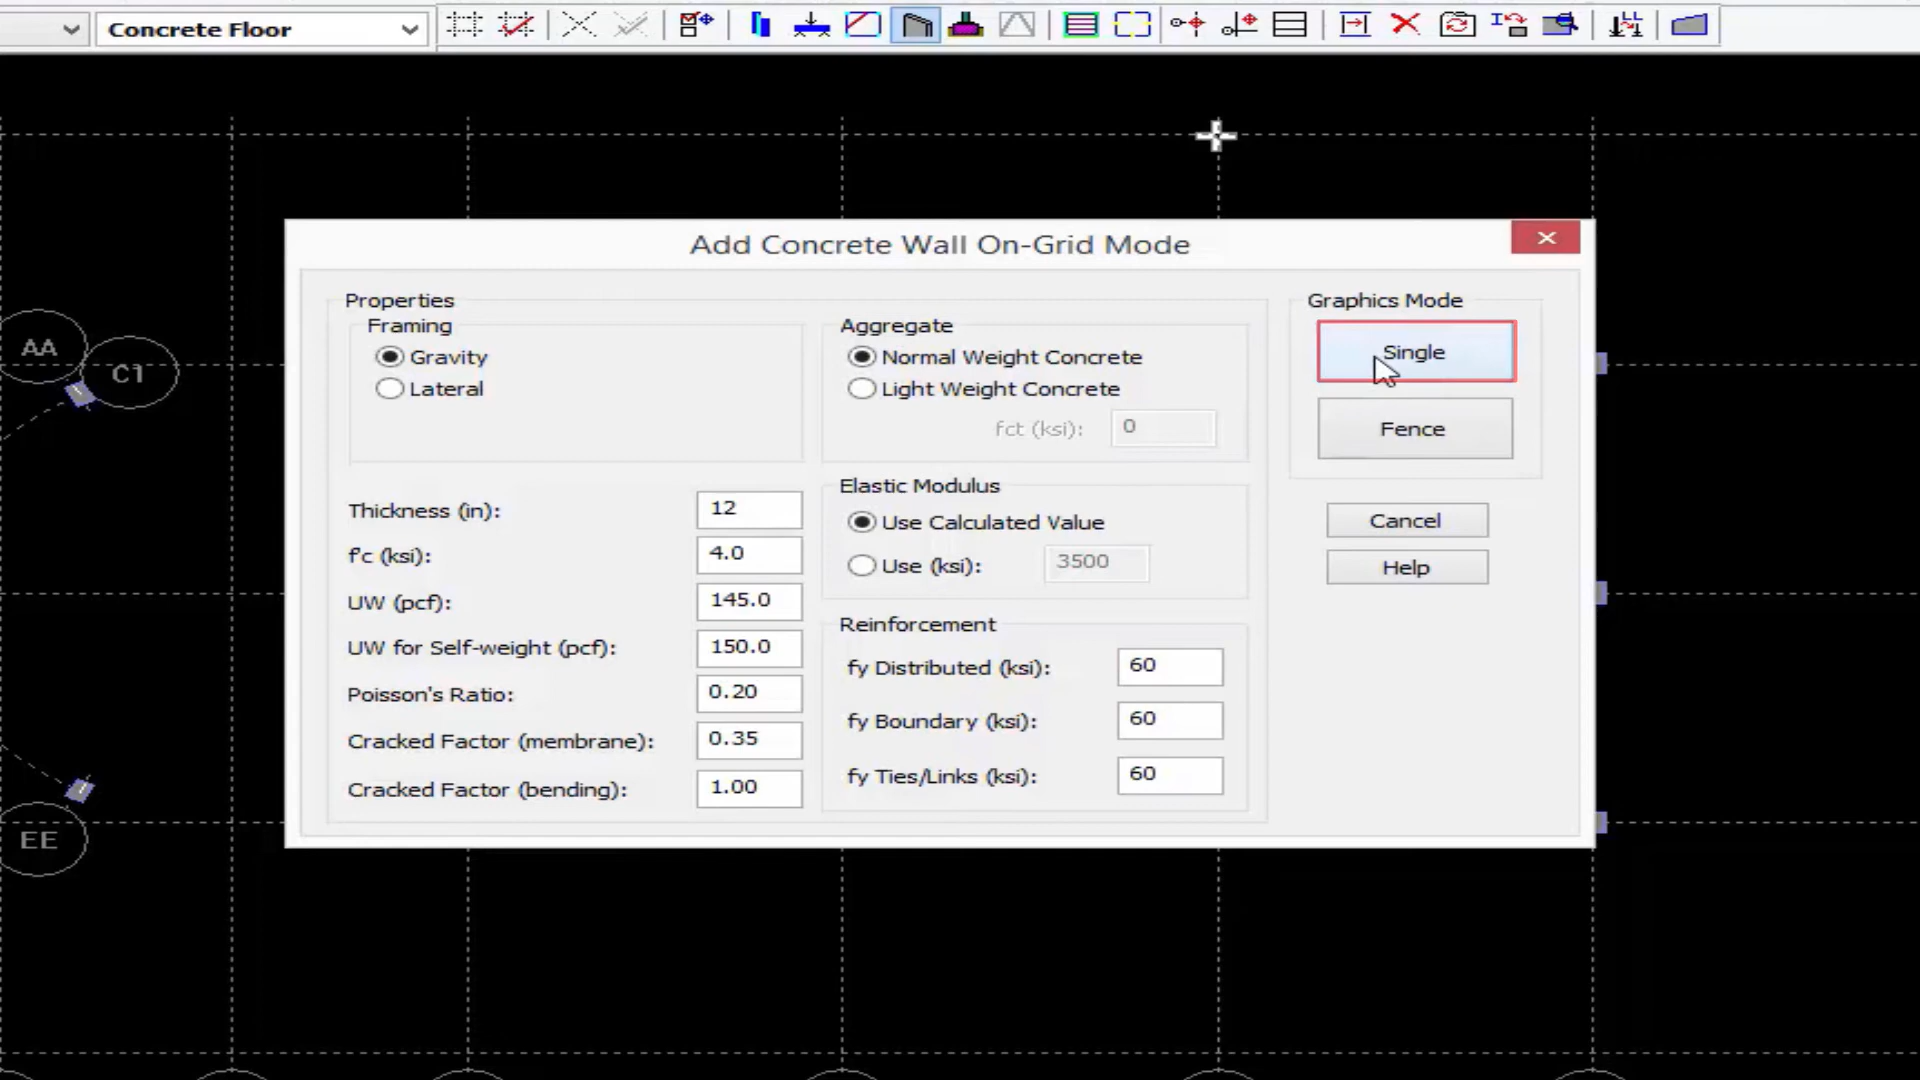 Concrete Floor
Add Concrete Wall On-Grid Mode
Properties
Framing
Gravity
Lateral
Thickness (in): 12
f'c (ksi): 4.0
UW (pcf): 145.0
UW for Self-weight (pcf): 150.0
Poisson's Ratio: 0.20
Cracked Factor (membrane): 0.35
Cracked Factor (bending): 1.00
Aggregate
Normal Weight Concrete
Light Weight Concrete
fct (ksi): 0
Elastic Modulus
Use Calculated Value
Use (ksi): 3500
Reinforcement
fy Distributed (ksi): 60
fy Boundary (ksi): 60
fy Ties/Links (ksi): 60
Graphics Mode
Single
Fence
Cancel
Help
AA
C1
EE